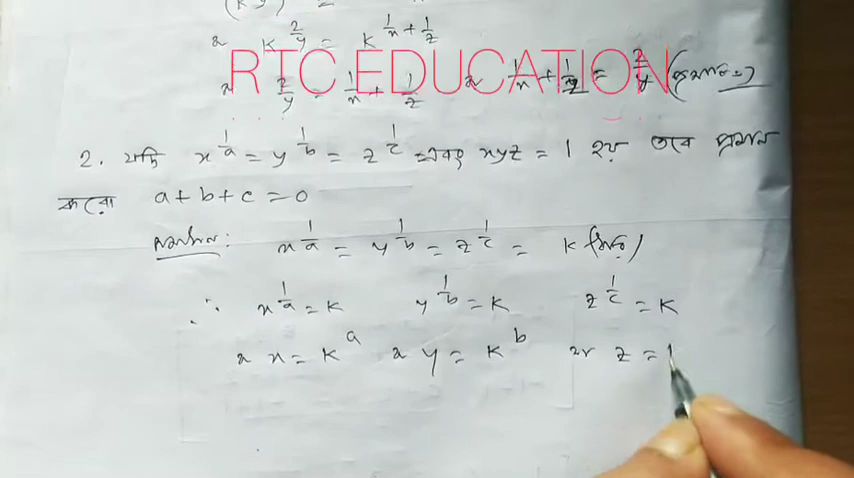 k^{2/y} = k^{1/x + 1/z}
RTC EDUCATION
2/y = 1/x + 1/z   1/x + 1/z = 2/y (প্রমাণিত)
2. যদি x^{1/a} = y^{1/b} = z^{1/c} এবং xyz = 1 হয় তবে প্রমাণ
করো a + b + c = 0
সমাধান: x^{1/a} = y^{1/b} = z^{1/c} = k (ধরি)
∴ x^{1/a} = k   y^{1/b} = k   z^{1/c} = k
বা x = k^a   বা y = k^b   বা z =